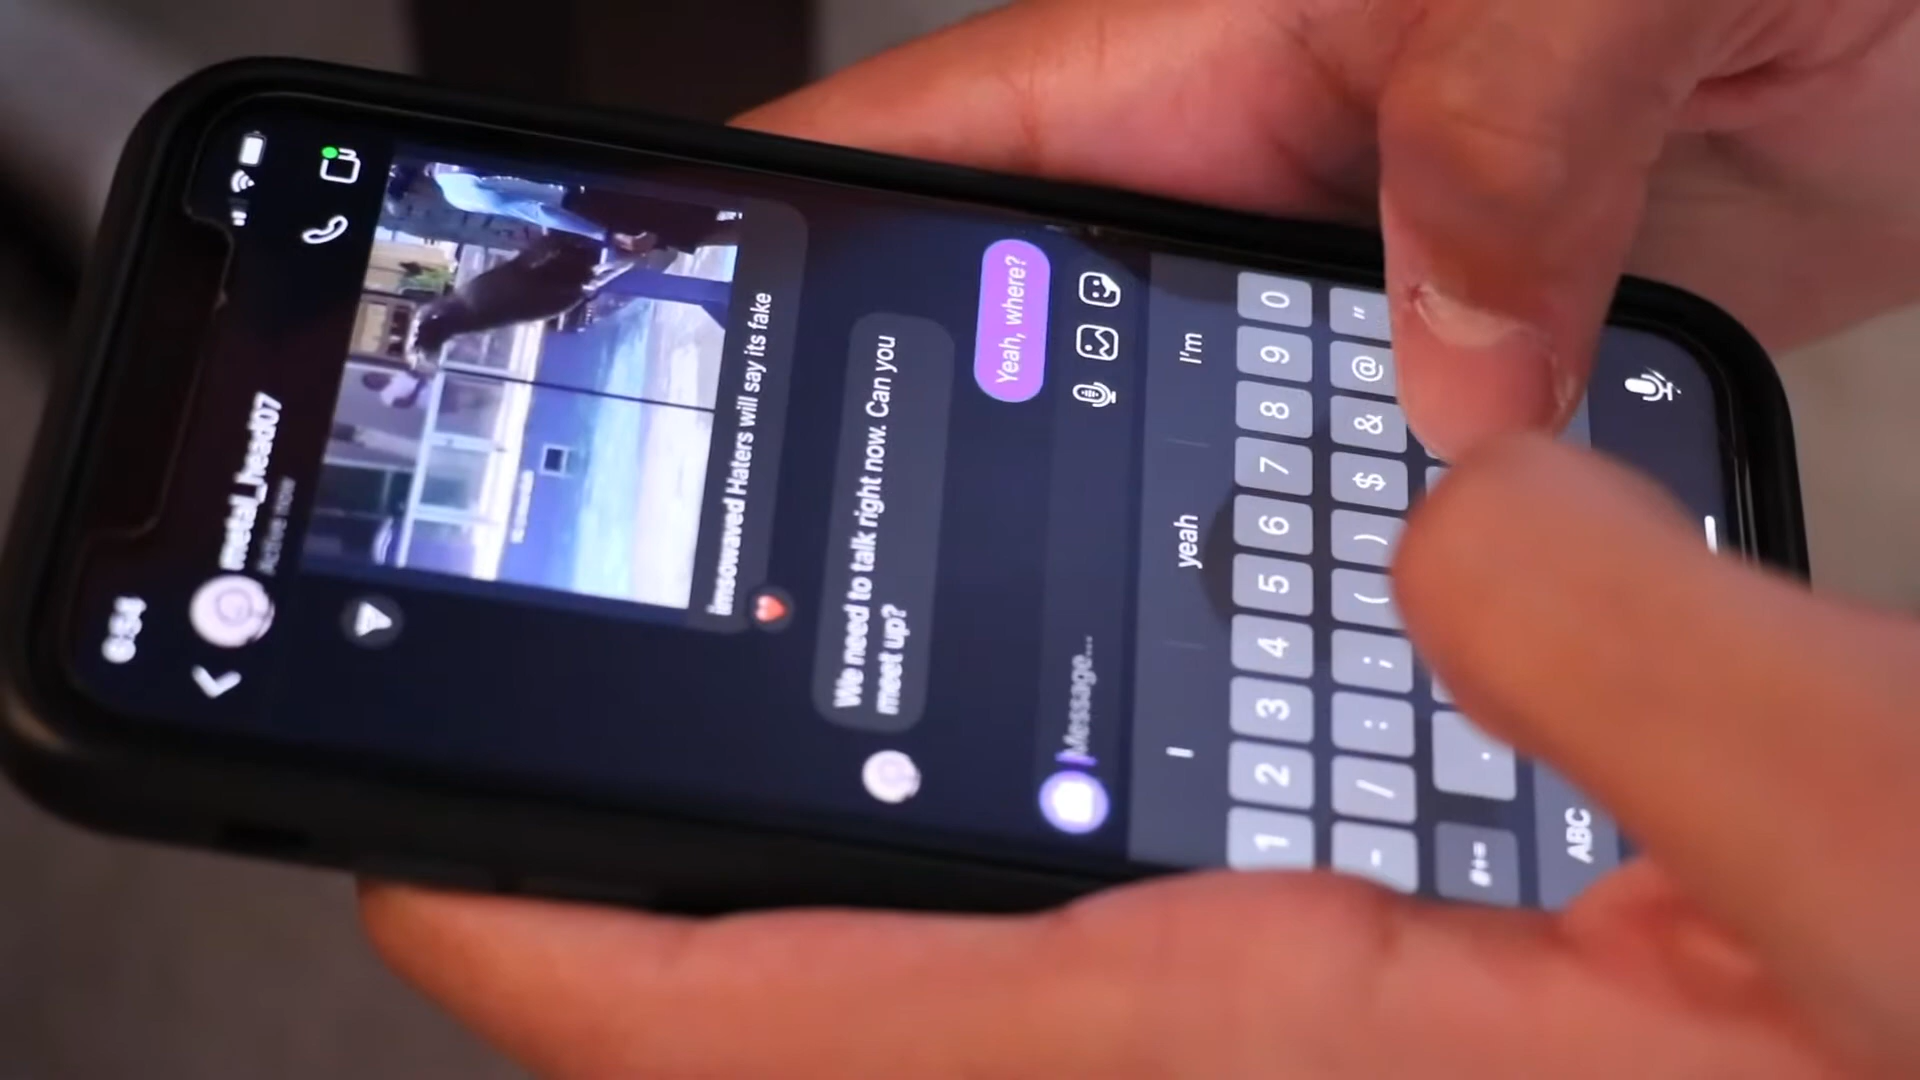 metal_head07
Active now
imsowaved Haters will say its fake
We need to talk right now. Can you
meet up?
Yeah, where?
Message...
I yeah I'm
1 2 3 4 5 6 7 8 9 0
- / : ; ( ) $ & @ "
#+= .
ABC